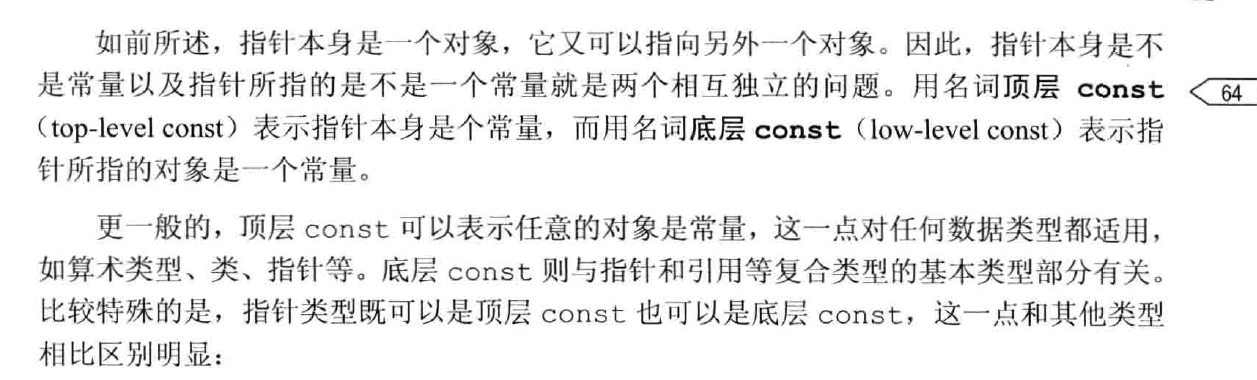 如前所述，指针本身是一个对象，它又可以指向另外一个对象。因此，指针本身是不
是常量以及指针所指的是不是一个常量就是两个相互独立的问题。用名词顶层 const
64
（top-level const）表示指针本身是个常量，而用名词底层 const（low-level const）表示指
针所指的对象是一个常量。
更一般的，顶层 const 可以表示任意的对象是常量，这一点对任何数据类型都适用，
如算术类型、类、指针等。底层 const 则与指针和引用等复合类型的基本类型部分有关。
比较特殊的是，指针类型既可以是顶层 const 也可以是底层 const，这一点和其他类型
相比区别明显：